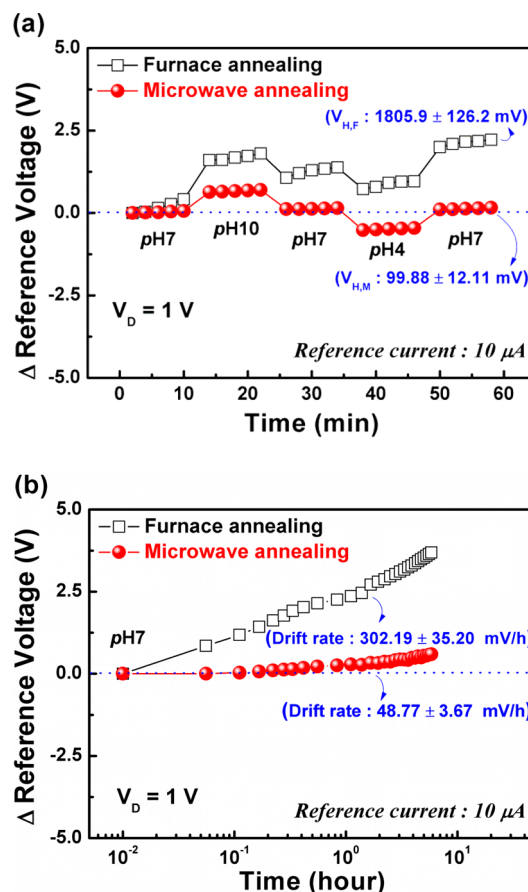 (a)
5.0
2.5
0.0
-2.5
-5.0
Δ Reference Voltage (V)
Furnace annealing
Microwave annealing
(V_H,F : 1805.9 ± 126.2 mV)
pH7
pH10
pH7
pH4
pH7
(V_H,M : 99.88 ± 12.11 mV)
V_D = 1 V
Reference current : 10 μA
0 10 20 30 40 50 60
Time (min)
(b)
5.0
2.5
0.0
-2.5
-5.0
Δ Reference Voltage (V)
Furnace annealing
Microwave annealing
pH7
(Drift rate : 302.19 ± 35.20 mV/h)
(Drift rate : 48.77 ± 3.67 mV/h)
V_D = 1 V
Reference current : 10 μA
10^-2 10^-1 10^0 10^1
Time (hour)